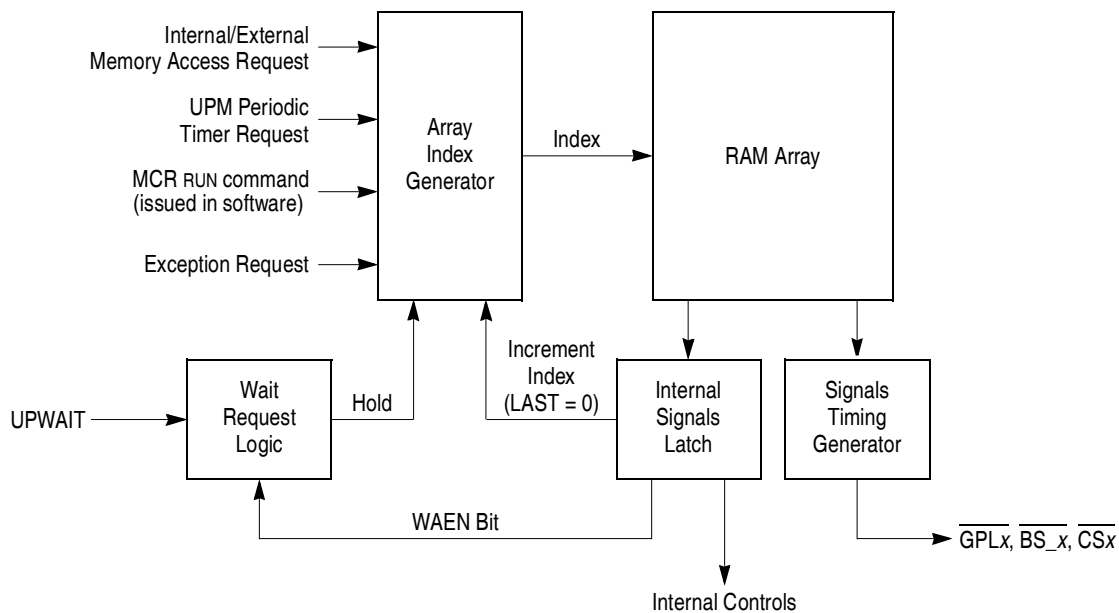 Internal/External
Memory Access Request
UPM Periodic
Timer Request
MCR RUN command
(issued in software)
Exception Request
Array
Index
Generator
Index
RAM Array
UPWAIT
Wait
Request
Logic
Hold
Increment
Index
(LAST = 0)
Internal
Signals
Latch
Signals
Timing
Generator
WAEN Bit
GPLx, BS_x, CSx
Internal Controls